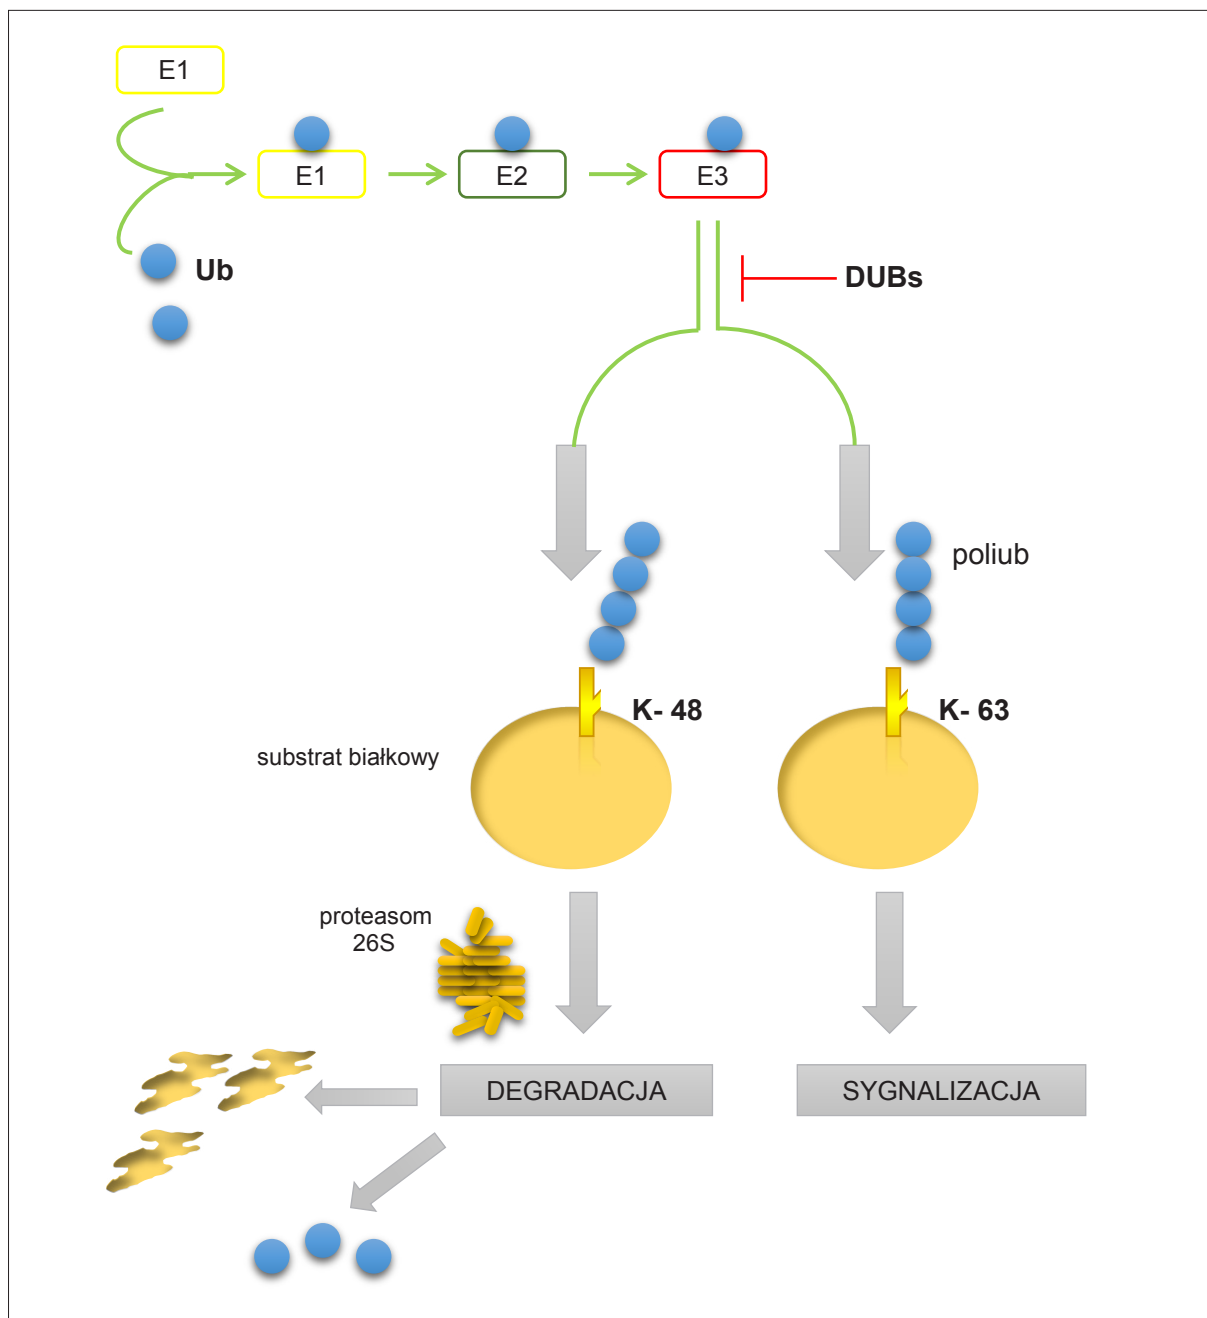 E1
E1
E2
E3
Ub
DUBs
poliub
K- 48
K- 63
substrat białkowy
proteasom
26S
DEGRADACJA
SYGNALIZACJA